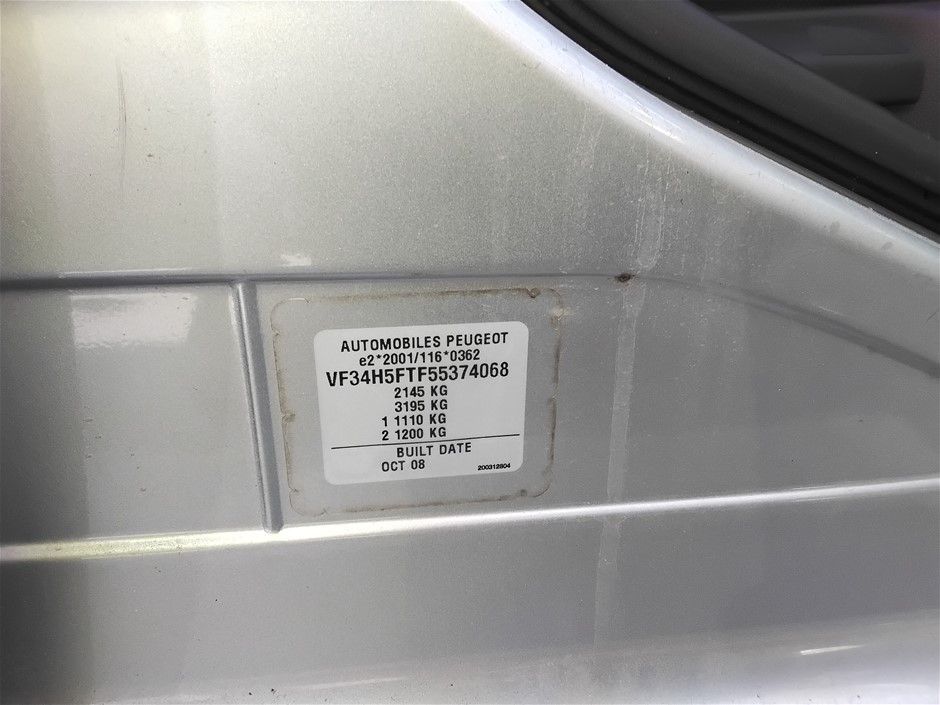 AUTOMOBILES PEUGEOT
e2*2001/116*0362
VF34H5FTF55374068
2145 KG
3195 KG
1 1110 KG
2 1200 KG
BUILT DATE
OCT 08
200312804